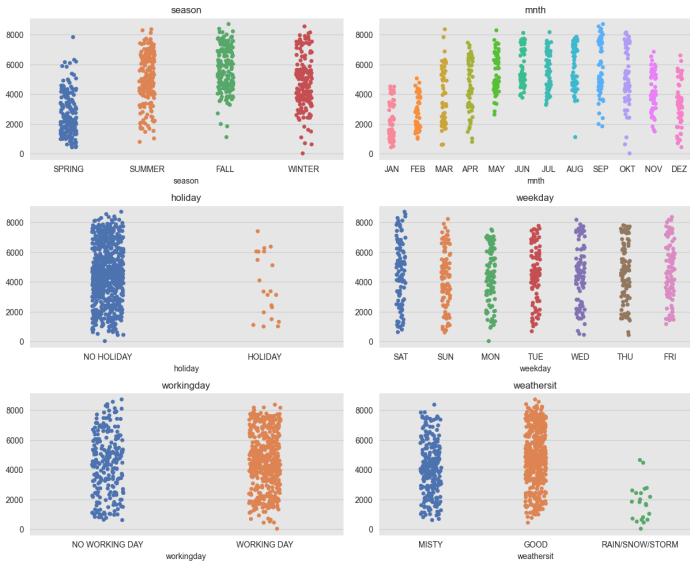 season
8000
6000
4000
2000
0
SPRING SUMMER FALL WINTER
season
mnth
8000
6000
4000
2000
0
JAN FEB MAR APR MAY JUN JUL AUG SEP OKT NOV DEZ
mnth
holiday
8000
6000
4000
2000
0
NO HOLIDAY HOLIDAY
holiday
weekday
8000
6000
4000
2000
0
SAT SUN MON TUE WED THU FRI
weekday
workingday
8000
6000
4000
2000
0
NO WORKING DAY WORKING DAY
workingday
weathersit
8000
6000
4000
2000
0
MISTY GOOD RAIN/SNOW/STORM
weathersit